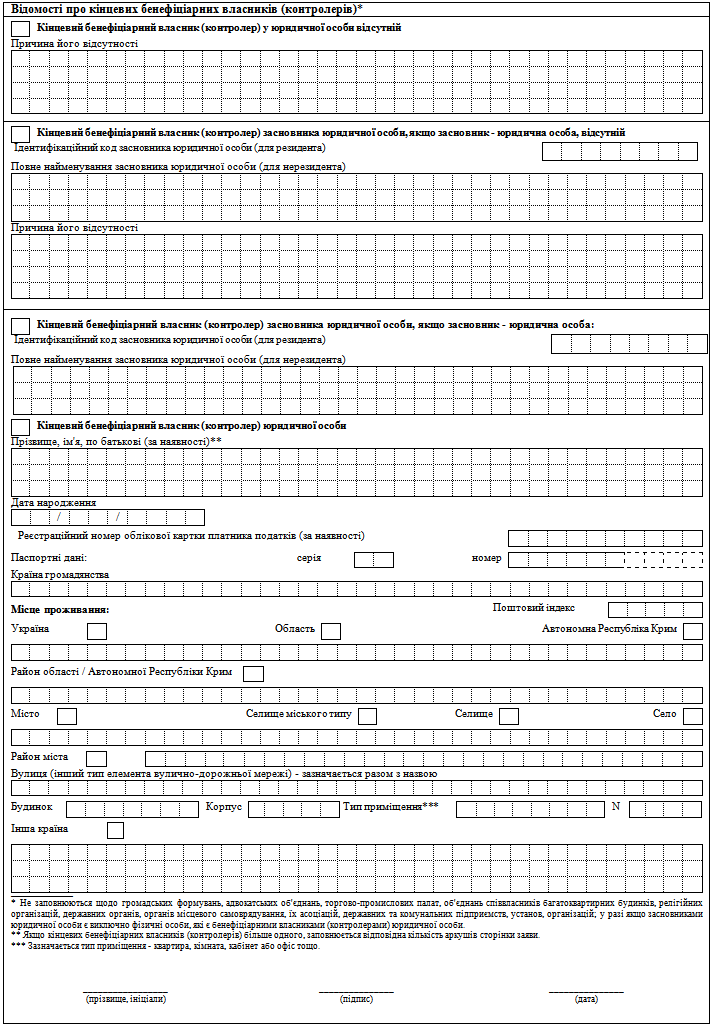 Відомості про кінцевих бенефіціарних власників (контролерів)*
Кінцевий бенефіціарний власник (контролер) у юридичної особи відсутній
Причина його відсутності
Кінцевий бенефіціарний власник (контролер) засновника юридичної особи, якщо засновник - юридична особа, відсутній
Ідентифікаційний код засновника юридичної особи (для резидента)
Повне найменування засновника юридичної особи (для нерезидента)
Причина його відсутності
Кінцевий бенефіціарний власник (контролер) засновника юридичної особи, якщо засновник - юридична особа:
Ідентифікаційний код засновника юридичної особи (для резидента)
Повне найменування засновника юридичної особи (для нерезидента)
Кінцевий бенефіціарний власник (контролер) юридичної особи
Прізвище, ім'я, по батькові (за наявності)**
Дата народження
/ /
Реєстраційний номер облікової картки платника податків (за наявності)
Паспортні дані: серія номер
Країна громадянства
Місце проживання: Поштовий індекс
Україна Область Автономна Республіка Крим
Район області / Автономної Республіки Крим
Місто Селище міського типу Селище Село
Район міста
Вулиця (інший тип елемента вулично-дорожньої мережі) - зазначається разом з назвою
Будинок Корпус Тип приміщення*** N
Інша країна
* Не заповнюються щодо громадських формувань, адвокатських об'єднань, торгово-промислових палат, об'єднань співвласників багатоквартирних будинків, релігійних
організацій, державних органів, органів місцевого самоврядування, їх асоціацій, державних та комунальних підприємств, установ, організацій; у разі якщо засновниками
юридичної особи є виключно фізичні особи, які є бенефіціарними власниками (контролерами) юридичної особи.
** Якщо кінцевих бенефіціарних власників (контролерів) більше одного, заповнюється відповідна кількість аркушів сторінки заяви.
*** Зазначається тип приміщення - квартира, кімната, кабінет або офіс тощо.
(прізвище, ініціали) (підпис) (дата)